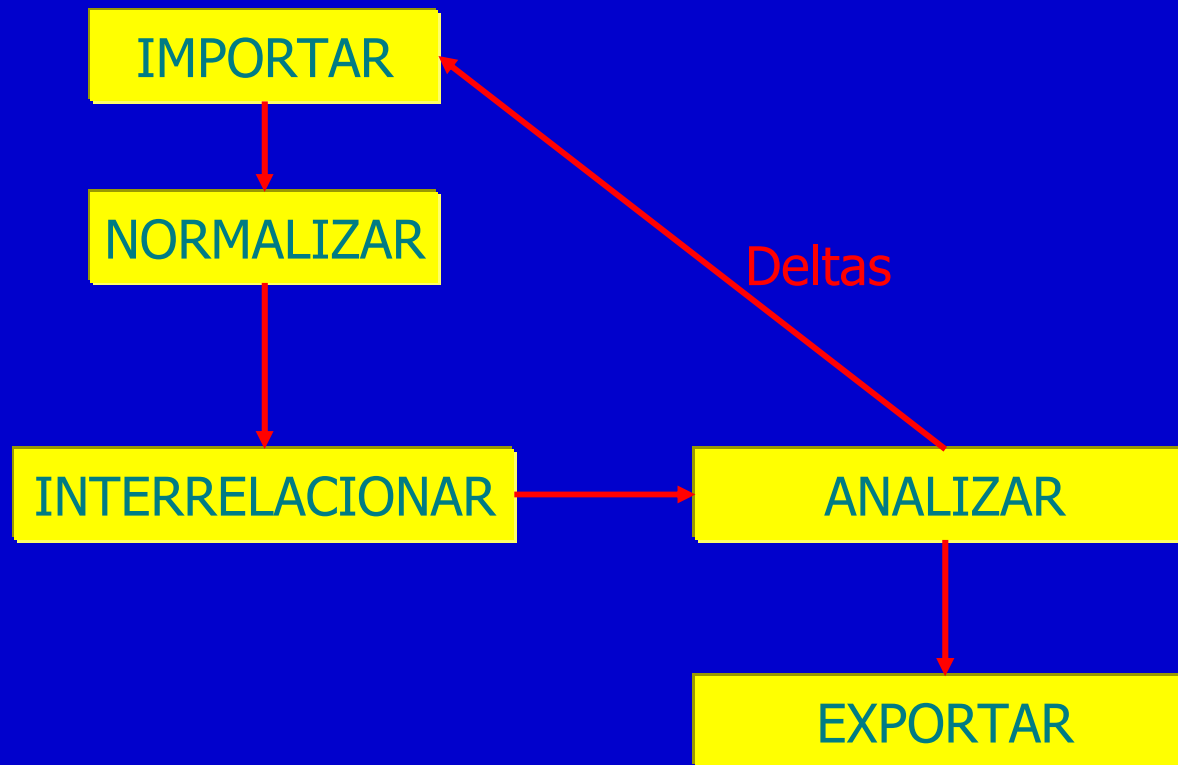 IMPORTAR
NORMALIZAR
Deltas
INTERRELACIONAR
ANALIZAR
EXPORTAR